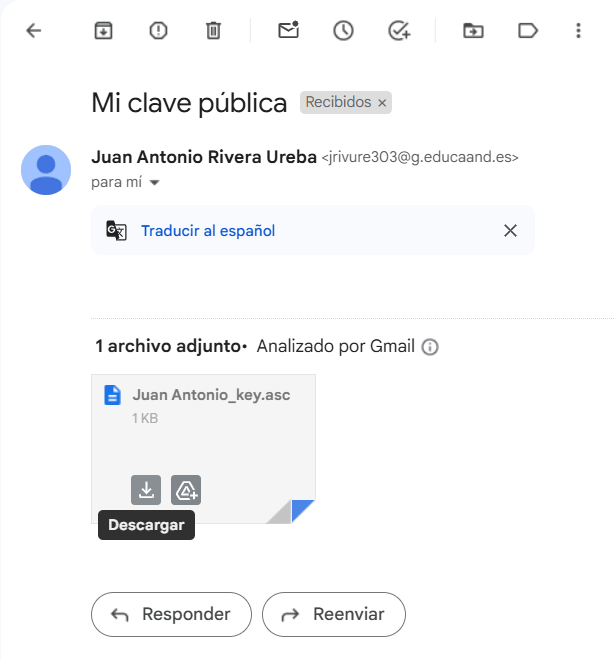 Mi clave pública Recibidos ×
Juan Antonio Rivera Ureba <jrivure303@g.educaand.es>
para mí
Traducir al español
1 archivo adjunto • Analizado por Gmail
Juan Antonio_key.asc
1 KB
Descargar
Responder Reenviar